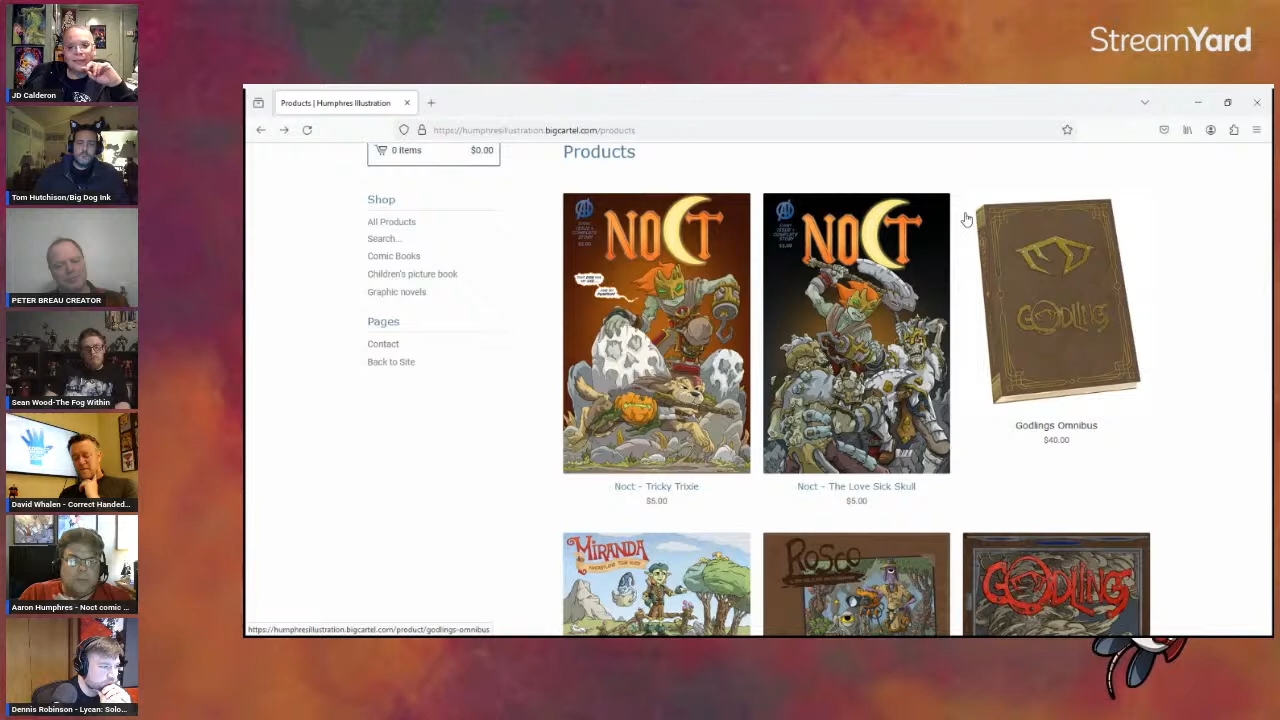 StreamYard
JD Calderon
Tom Hutchison/Big Dog Ink
PETER BREAU CREATOR
Sean Wood-The Fog Within
David Whalen - Correct Handed...
Aaron Humphres - Noct comic ...
Dennis Robinson - Lycan: Solo...
Products | Humphres Illustration
https://humphresillustration.bigcartel.com/products
0 Items $0.00
Products
Shop
All Products
Search...
Comic Books
Children's picture book
Graphic novels
Pages
Contact
Back to Site
NOCT
NOCT
GODLINGS
Noct - Tricky Trixie
$5.00
Noct - The Love Sick Skull
$5.00
Godlings Omnibus
$40.00
MIRANDA
ROSCO
GODLINGS
https://humphresillustration.bigcartel.com/product/godlings-omnibus